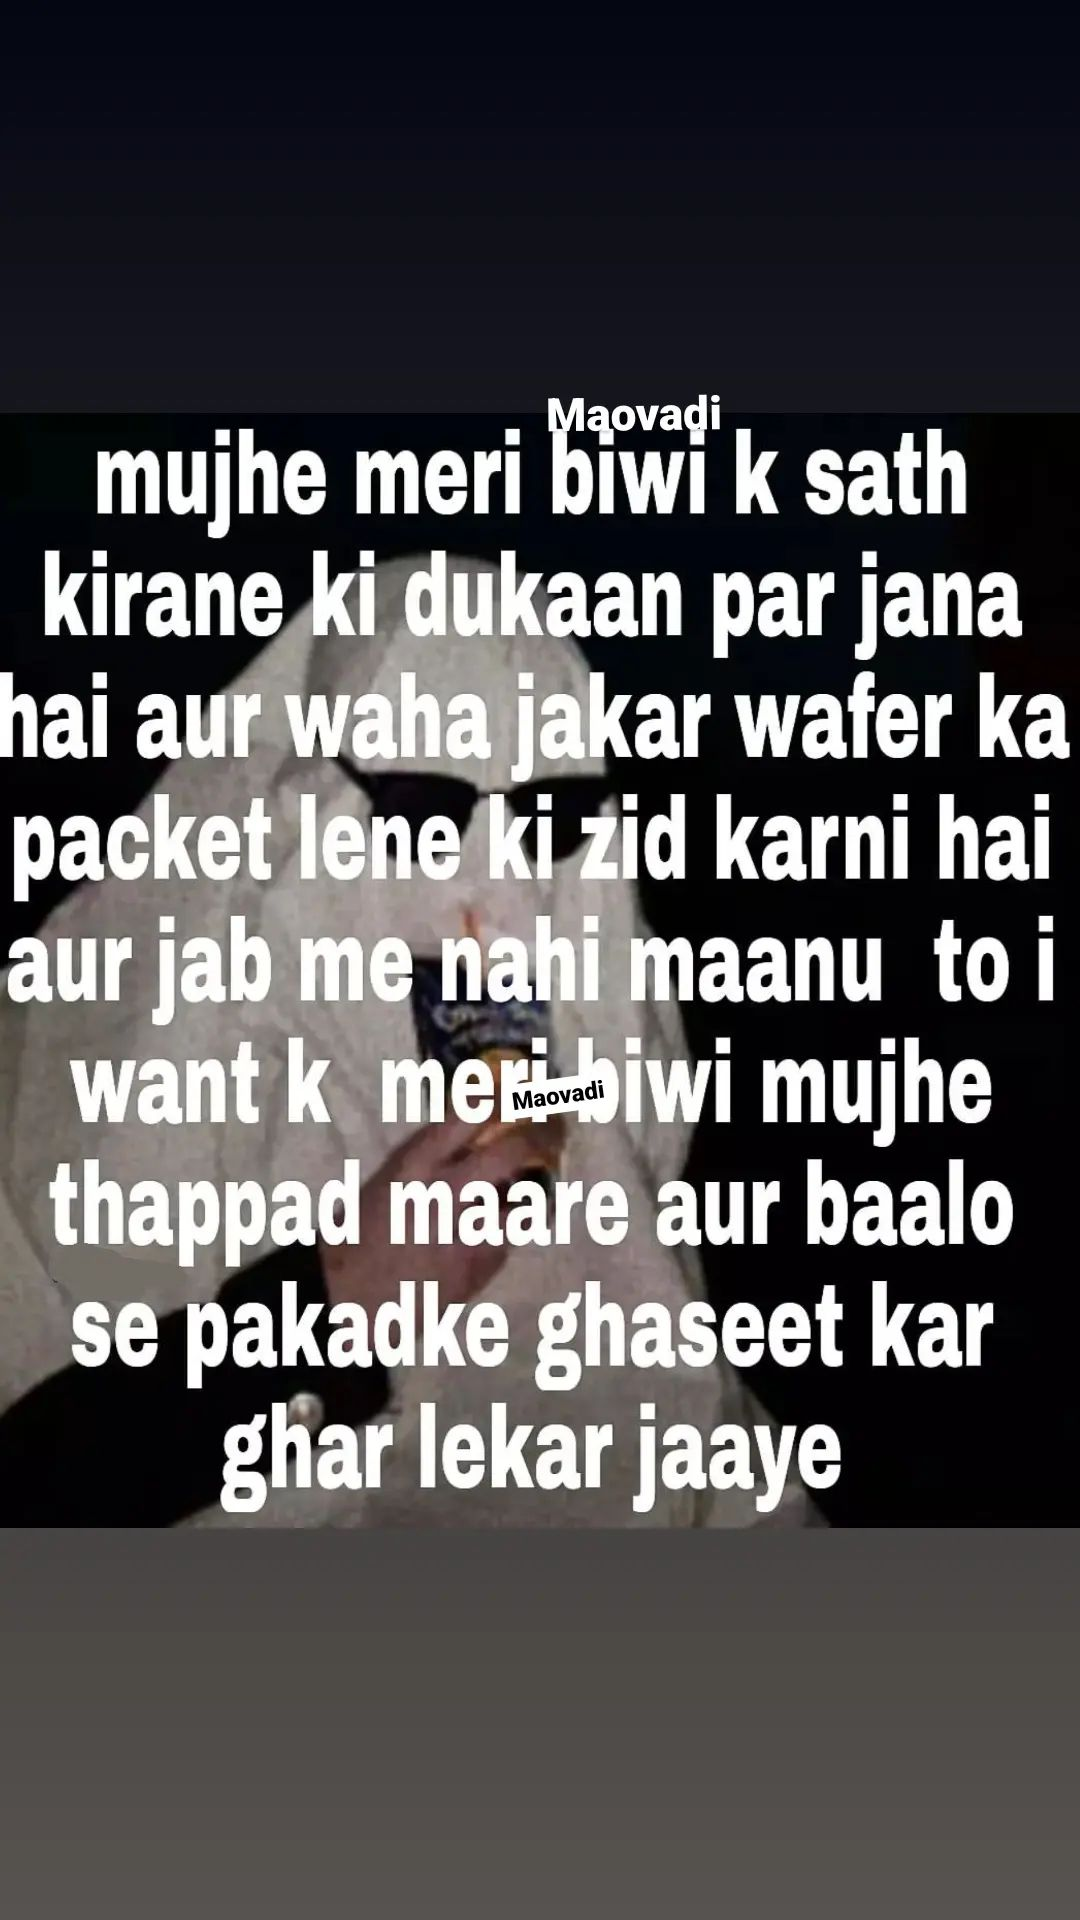 Maovadi
mujhe meri biwi k sath
kirane ki dukaan par jana
hai aur waha jakar wafer ka
packet lene ki zid karni hai
aur jab me nahi maanu to i
want k meri biwi mujhe
Maovadi
thappad maare aur baalo
se pakadke ghaseet kar
ghar lekar jaaye